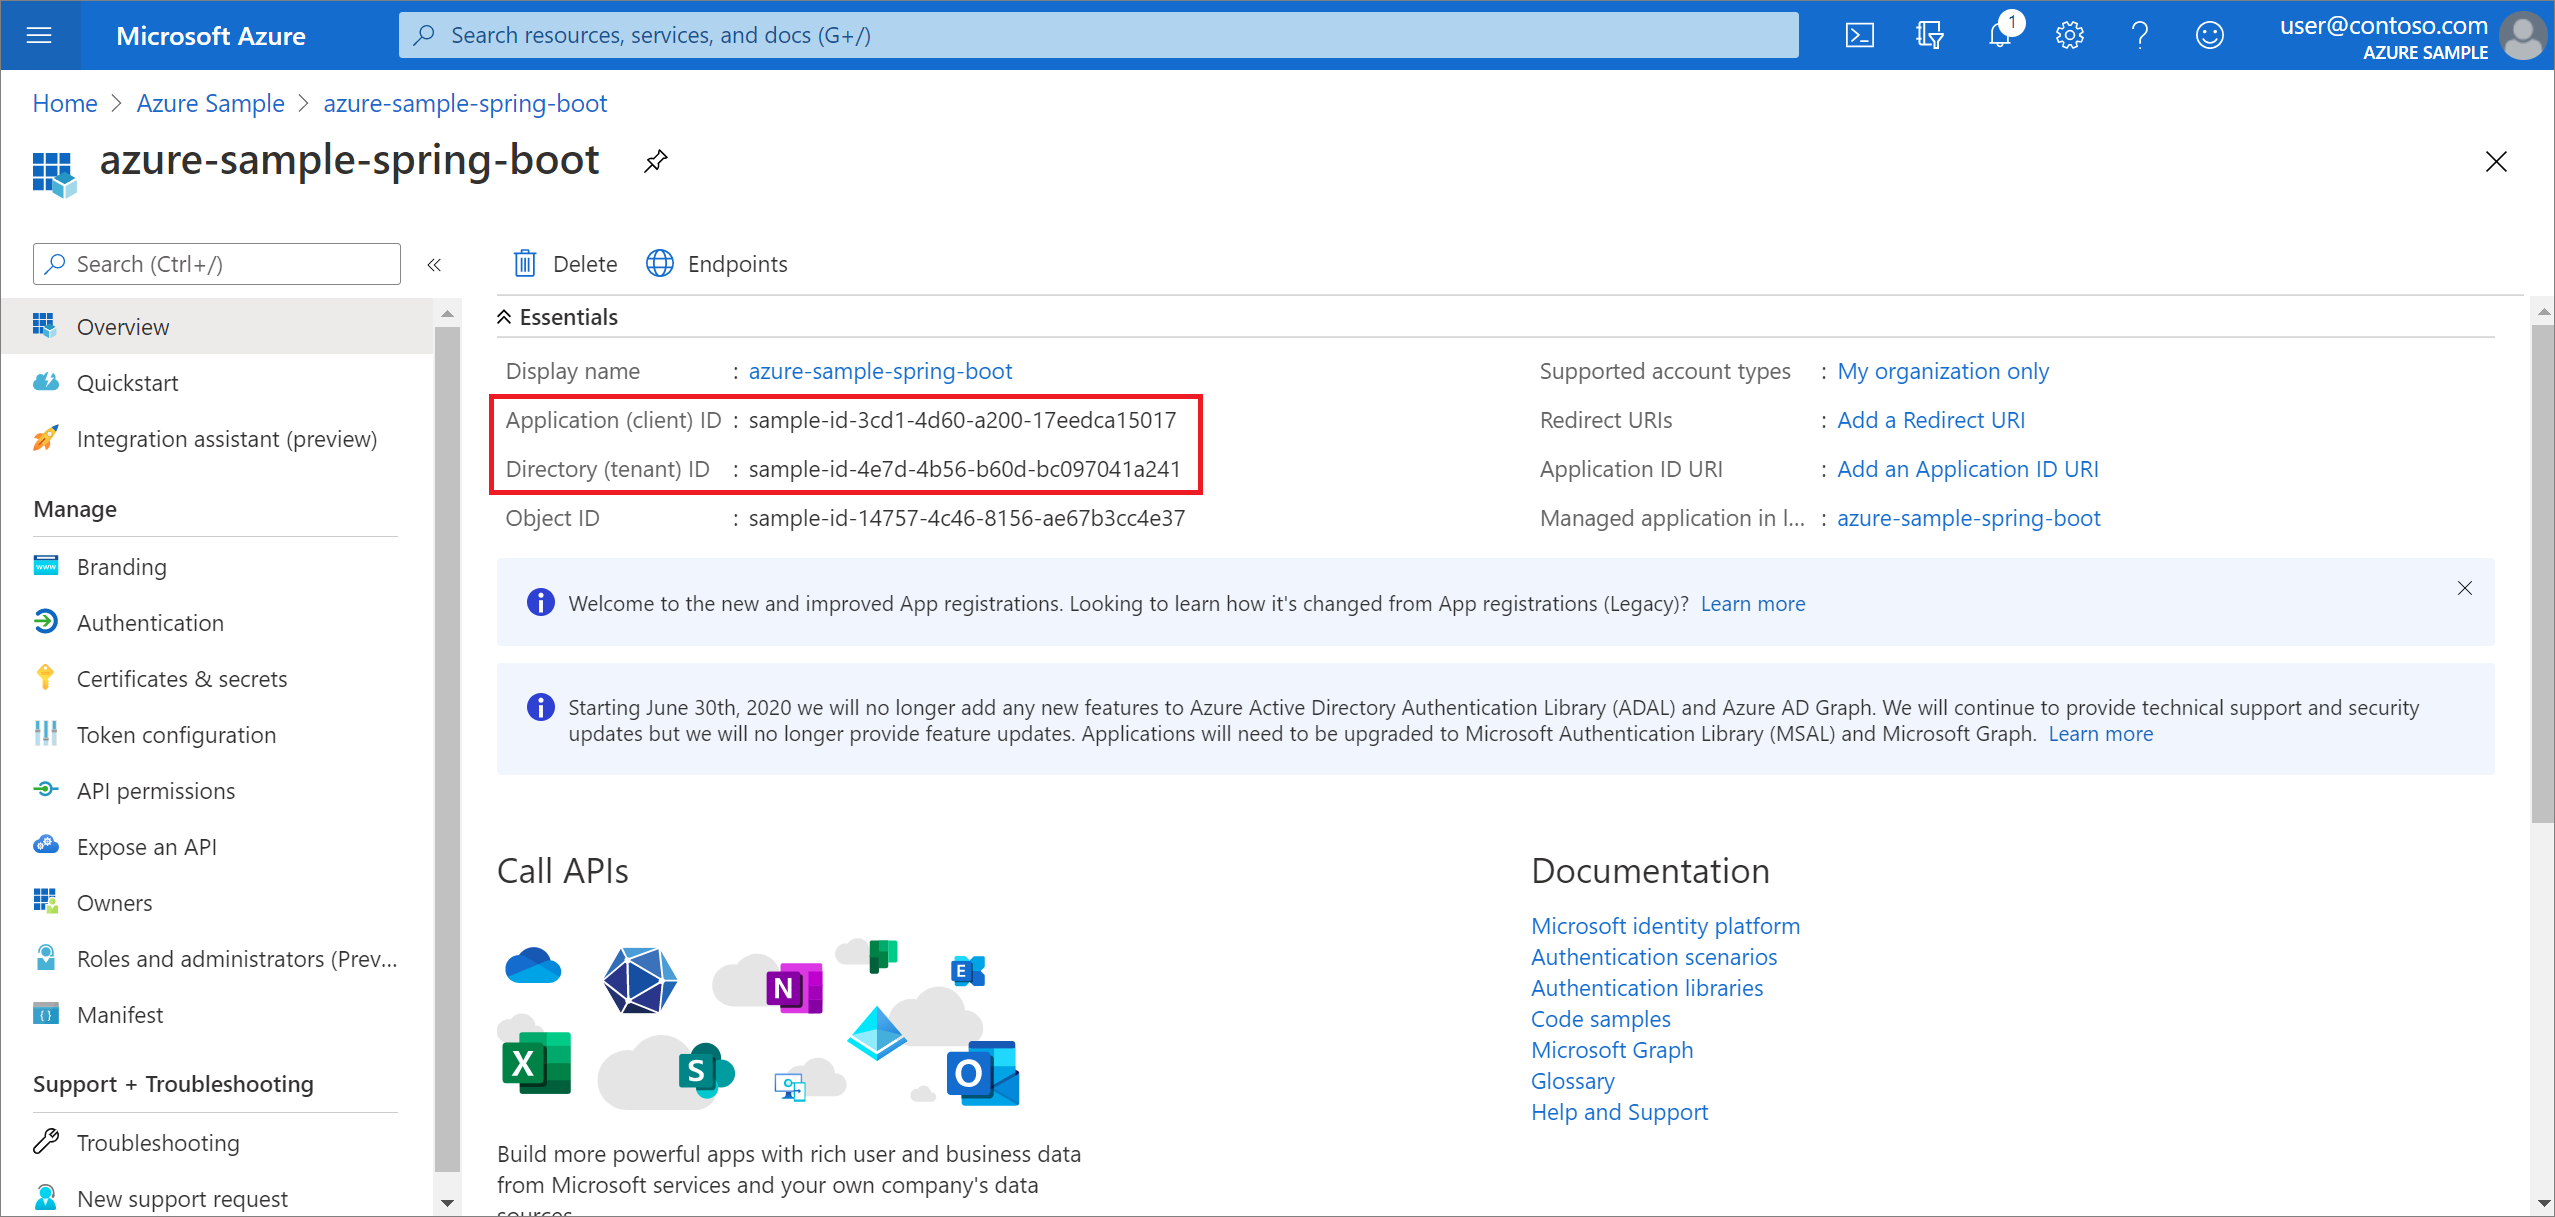 Microsoft Azure
Search resources, services, and docs (G+/)
1
user@contoso.com
AZURE SAMPLE
Home > Azure Sample > azure-sample-spring-boot
azure-sample-spring-boot
Search (Ctrl+/)
«
Delete
Endpoints
Overview
Quickstart
Integration assistant (preview)
Manage
Branding
Authentication
Certificates & secrets
Token configuration
API permissions
Expose an API
Owners
Roles and administrators (Prev...
Manifest
Support + Troubleshooting
Troubleshooting
New support request
Essentials
Display name : azure-sample-spring-boot
Application (client) ID : sample-id-3cd1-4d60-a200-17eedca15017
Directory (tenant) ID : sample-id-4e7d-4b56-b60d-bc097041a241
Object ID : sample-id-14757-4c46-8156-ae67b3cc4e37
Supported account types : My organization only
Redirect URIs : Add a Redirect URI
Application ID URI : Add an Application ID URI
Managed application in l... : azure-sample-spring-boot
Welcome to the new and improved App registrations. Looking to learn how it's changed from App registrations (Legacy)? Learn more
Starting June 30th, 2020 we will no longer add any new features to Azure Active Directory Authentication Library (ADAL) and Azure AD Graph. We will continue to provide technical support and security
updates but we will no longer provide feature updates. Applications will need to be upgraded to Microsoft Authentication Library (MSAL) and Microsoft Graph. Learn more
Call APIs
N
E
X
S
O
Build more powerful apps with rich user and business data
from Microsoft services and your own company's data
sources.
Documentation
Microsoft identity platform
Authentication scenarios
Authentication libraries
Code samples
Microsoft Graph
Glossary
Help and Support